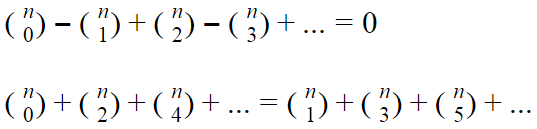 (n 0) − (n 1) + (n 2) − (n 3) + ... = 0
(n 0) + (n 2) + (n 4) + ... = (n 1) + (n 3) + (n 5) + ...